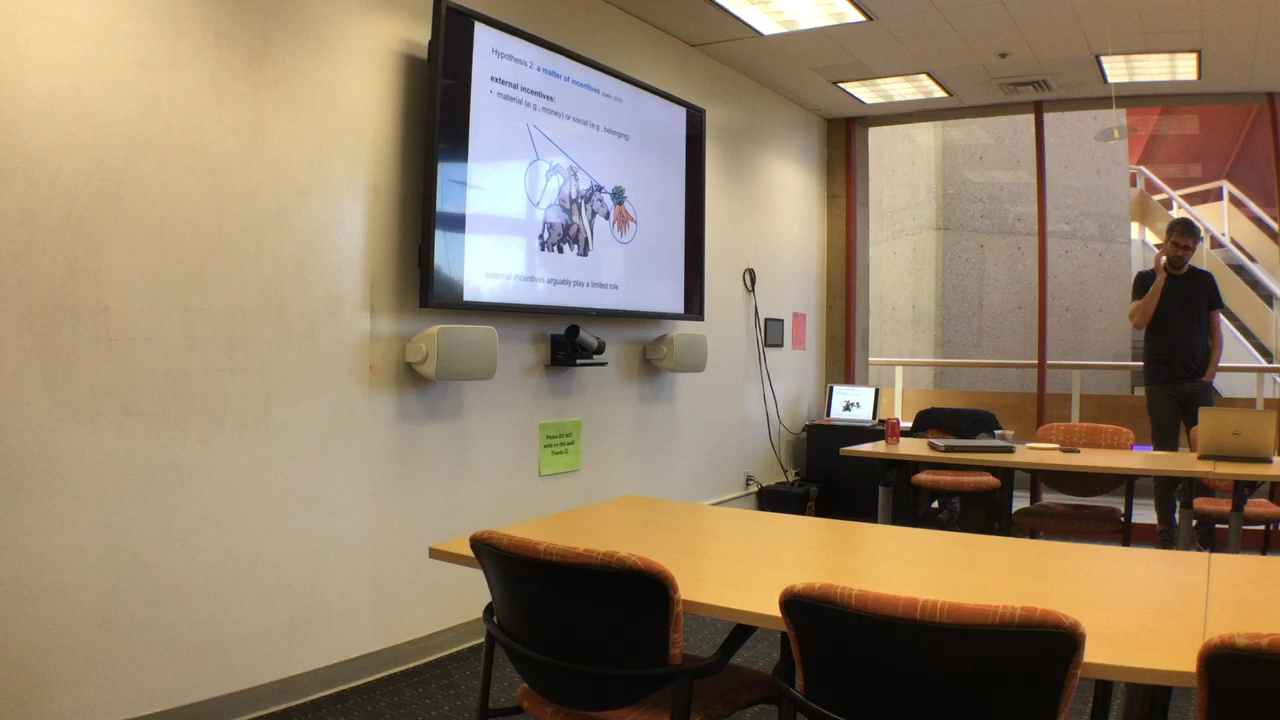 Hypothesis 2: a matter of incentives
external incentives:
• material (e.g., money) or social (e.g., belonging)
external incentives arguably play a limited role
Please DO NOT
write on this wall!
Thanks
DELL